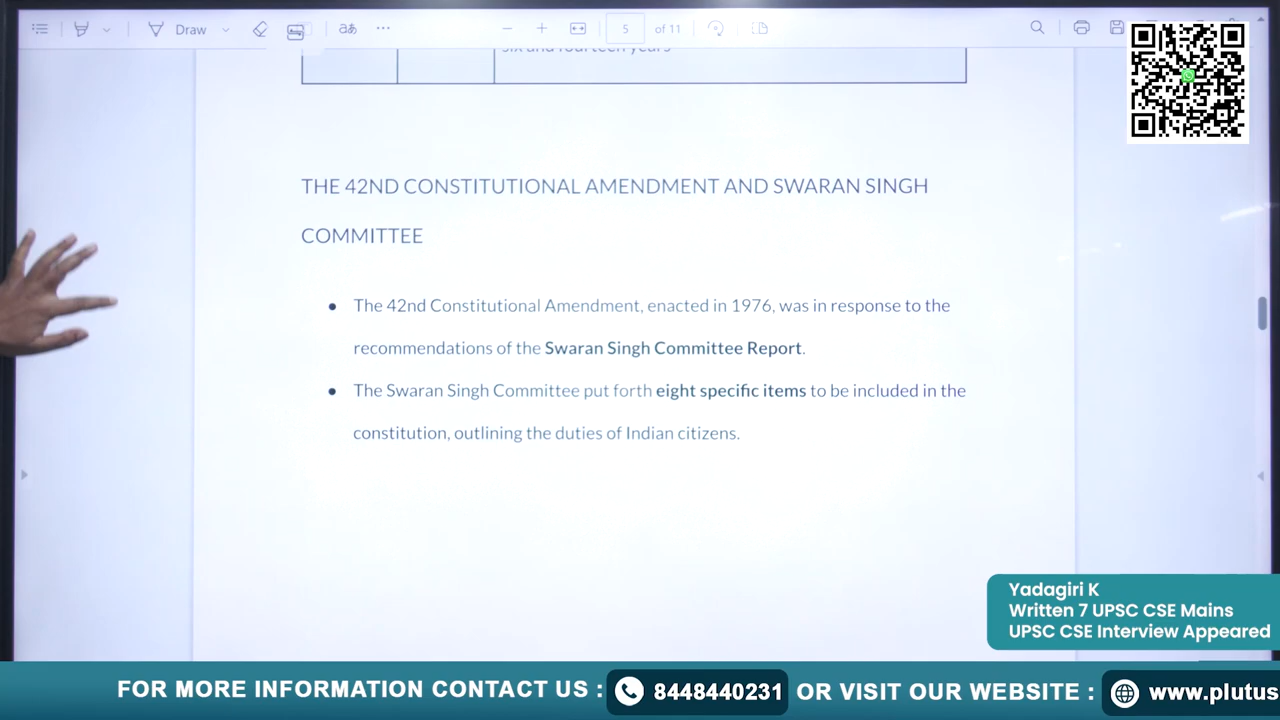 Draw
aあ
5 of 11
six and fourteen years
THE 42ND CONSTITUTIONAL AMENDMENT AND SWARAN SINGH
COMMITTEE
The 42nd Constitutional Amendment, enacted in 1976, was in response to the
recommendations of the Swaran Singh Committee Report.
The Swaran Singh Committee put forth eight specific items to be included in the
constitution, outlining the duties of Indian citizens.
Yadagiri K
Written 7 UPSC CSE Mains
UPSC CSE Interview Appeared
FOR MORE INFORMATION CONTACT US : 8448440231 OR VISIT OUR WEBSITE : www.plutus